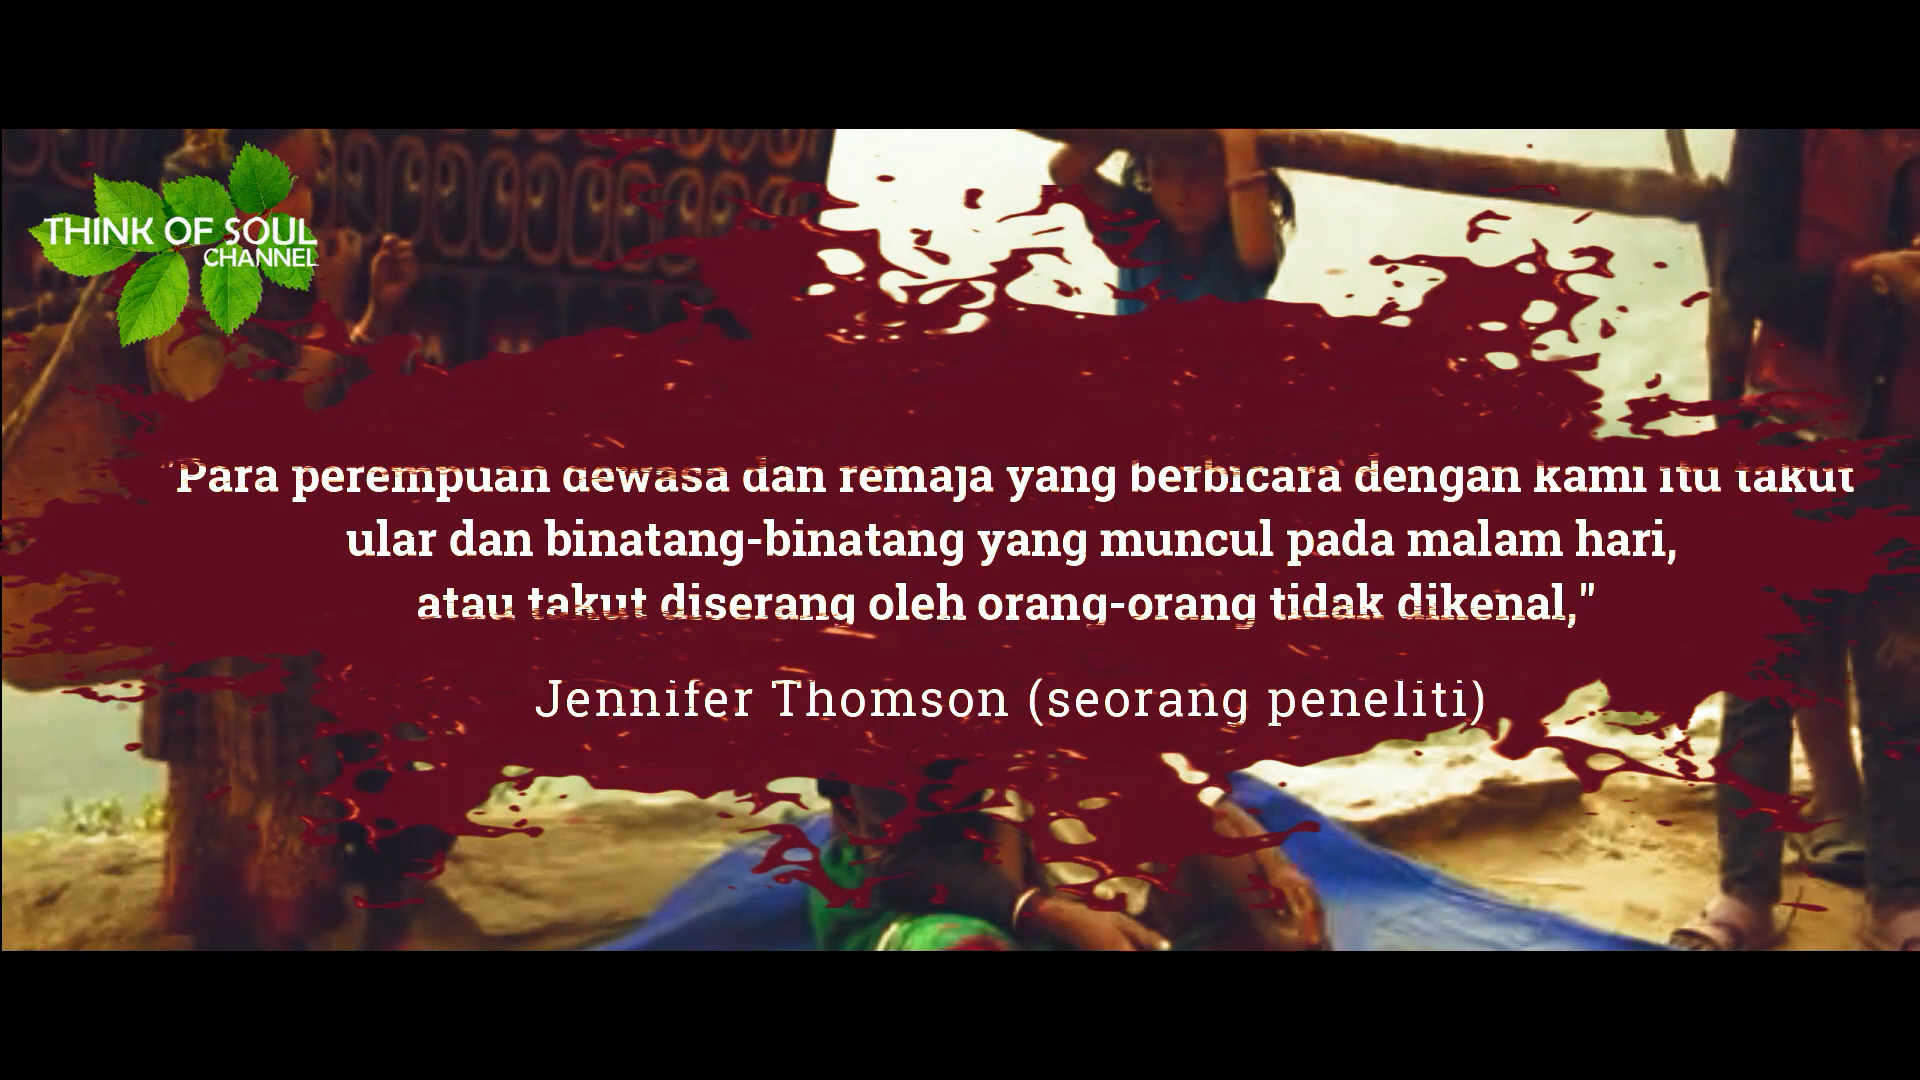 THINK OF SOUL
CHANNEL
"Para perempuan dewasa dan remaja yang berbicara dengan kami itu takut
ular dan binatang-binatang yang muncul pada malam hari,
atau takut diserang oleh orang-orang tidak dikenal,"
Jennifer Thomson (seorang peneliti)